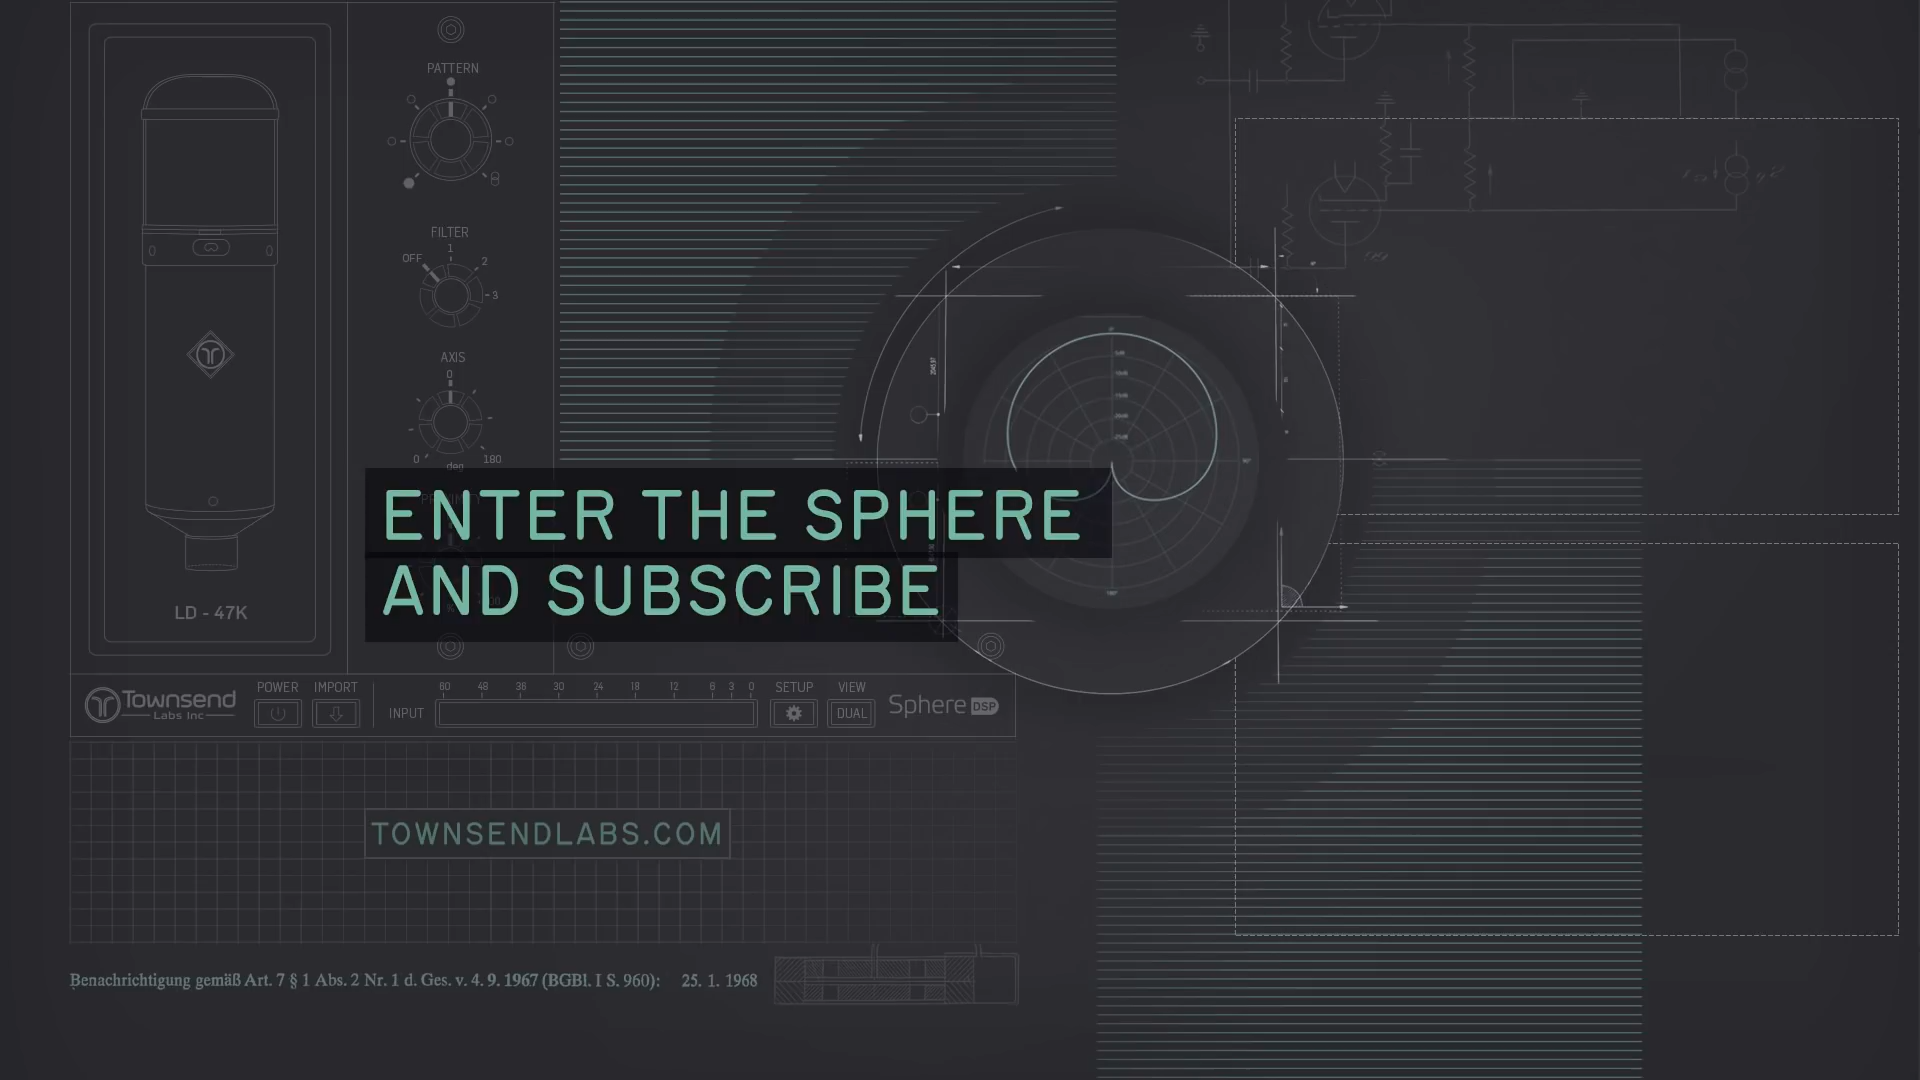 PATTERN
FILTER
1
OFF
2
3
AXIS
0
0
180
deg
ENTER THE SPHERE
AND SUBSCRIBE
LD - 47K
Townsend
Labs Inc
POWER
IMPORT
INPUT
60 48 36 30 24 18 12 6 3 0
SETUP
VIEW
DUAL
Sphere DSP
TOWNSENDLABS.COM
Benachrichtigung gemäß Art. 7 § 1 Abs. 2 Nr. 1 d. Ges. v. 4. 9. 1967 (BGBl. I S. 960): 25. 1. 1968